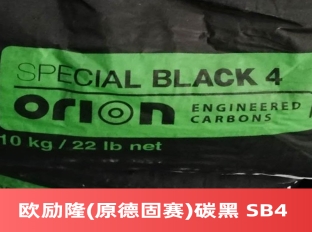 SPECIAL BLACK 4
orion ENGINEERED
CARBONS
10 kg / 22 lb net
欧励隆(原德固赛)碳黑 SB4